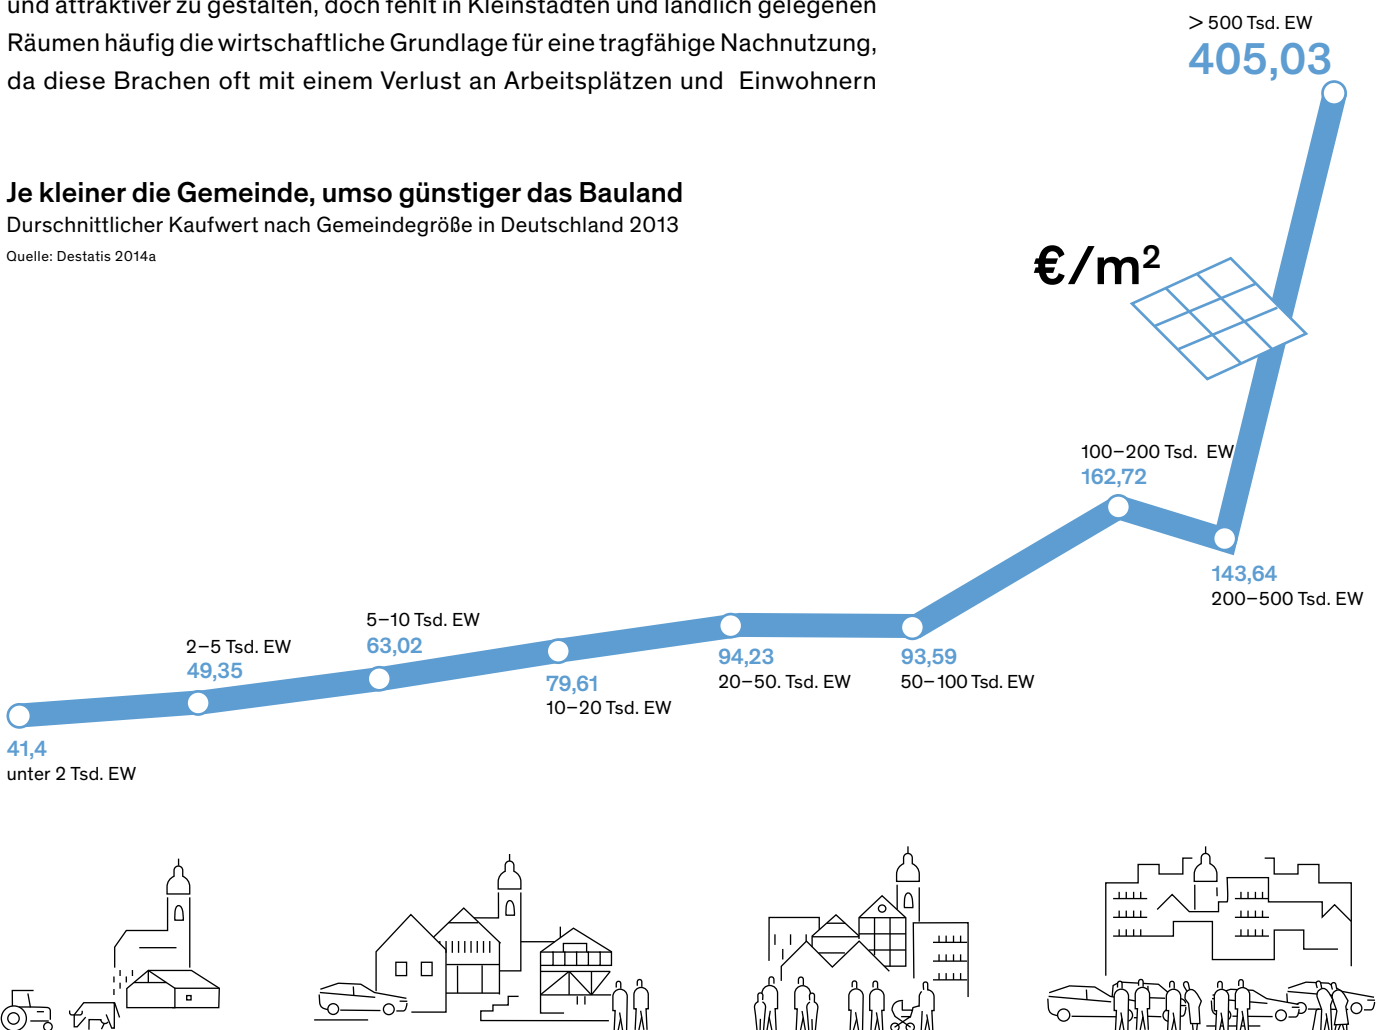 und attraktiver zu gestalten, doch fehlt in Kleinstädten und ländlich gelegenen
Räumen häufig die wirtschaftliche Grundlage für eine tragfähige Nachnutzung,
da diese Brachen oft mit einem Verlust an Arbeitsplätzen und Einwohnern
Je kleiner die Gemeinde, umso günstiger das Bauland
Durschnittlicher Kaufwert nach Gemeindegröße in Deutschland 2013
Quelle: Destatis 2014a
> 500 Tsd. EW
405,03
€/m²
100–200 Tsd. EW
162,72
143,64
200–500 Tsd. EW
5–10 Tsd. EW
63,02
2–5 Tsd. EW
49,35
94,23
20–50. Tsd. EW
93,59
50–100 Tsd. EW
79,61
10–20 Tsd. EW
41,4
unter 2 Tsd. EW